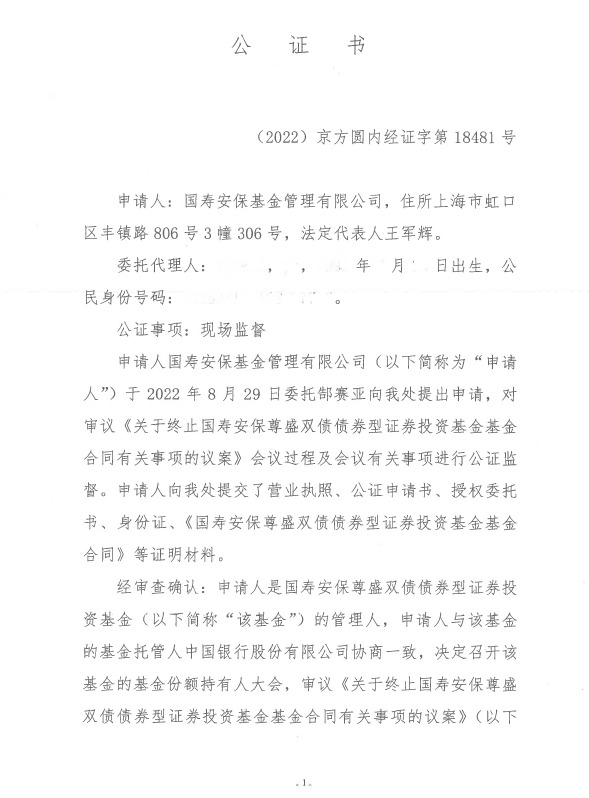 公 证 书
（2022）京方圆内经证字第 18481 号
申请人：国寿安保基金管理有限公司，住所上海市虹口
区丰镇路 806 号 3 幢 306 号，法定代表人王军辉。
委托代理人： ， ， 年 月 日出生，公
民身份号码： 。
公证事项：现场监督
申请人国寿安保基金管理有限公司（以下简称为“申请
人”）于 2022 年 8 月 29 日委托郜赛亚向我处提出申请，对
审议《关于终止国寿安保尊盛双债债券型证券投资基金基金
合同有关事项的议案》会议过程及会议有关事项进行公证监
督。申请人向我处提交了营业执照、公证申请书、授权委托
书、身份证、《国寿安保尊盛双债债券型证券投资基金基金
合同》等证明材料。
经审查确认：申请人是国寿安保尊盛双债债券型证券投
资基金（以下简称“该基金”）的管理人，申请人与该基金
的基金托管人中国银行股份有限公司协商一致，决定召开该
基金的基金份额持有人大会，审议《关于终止国寿安保尊盛
双债债券型证券投资基金基金合同有关事项的议案》（以下
- 1 -